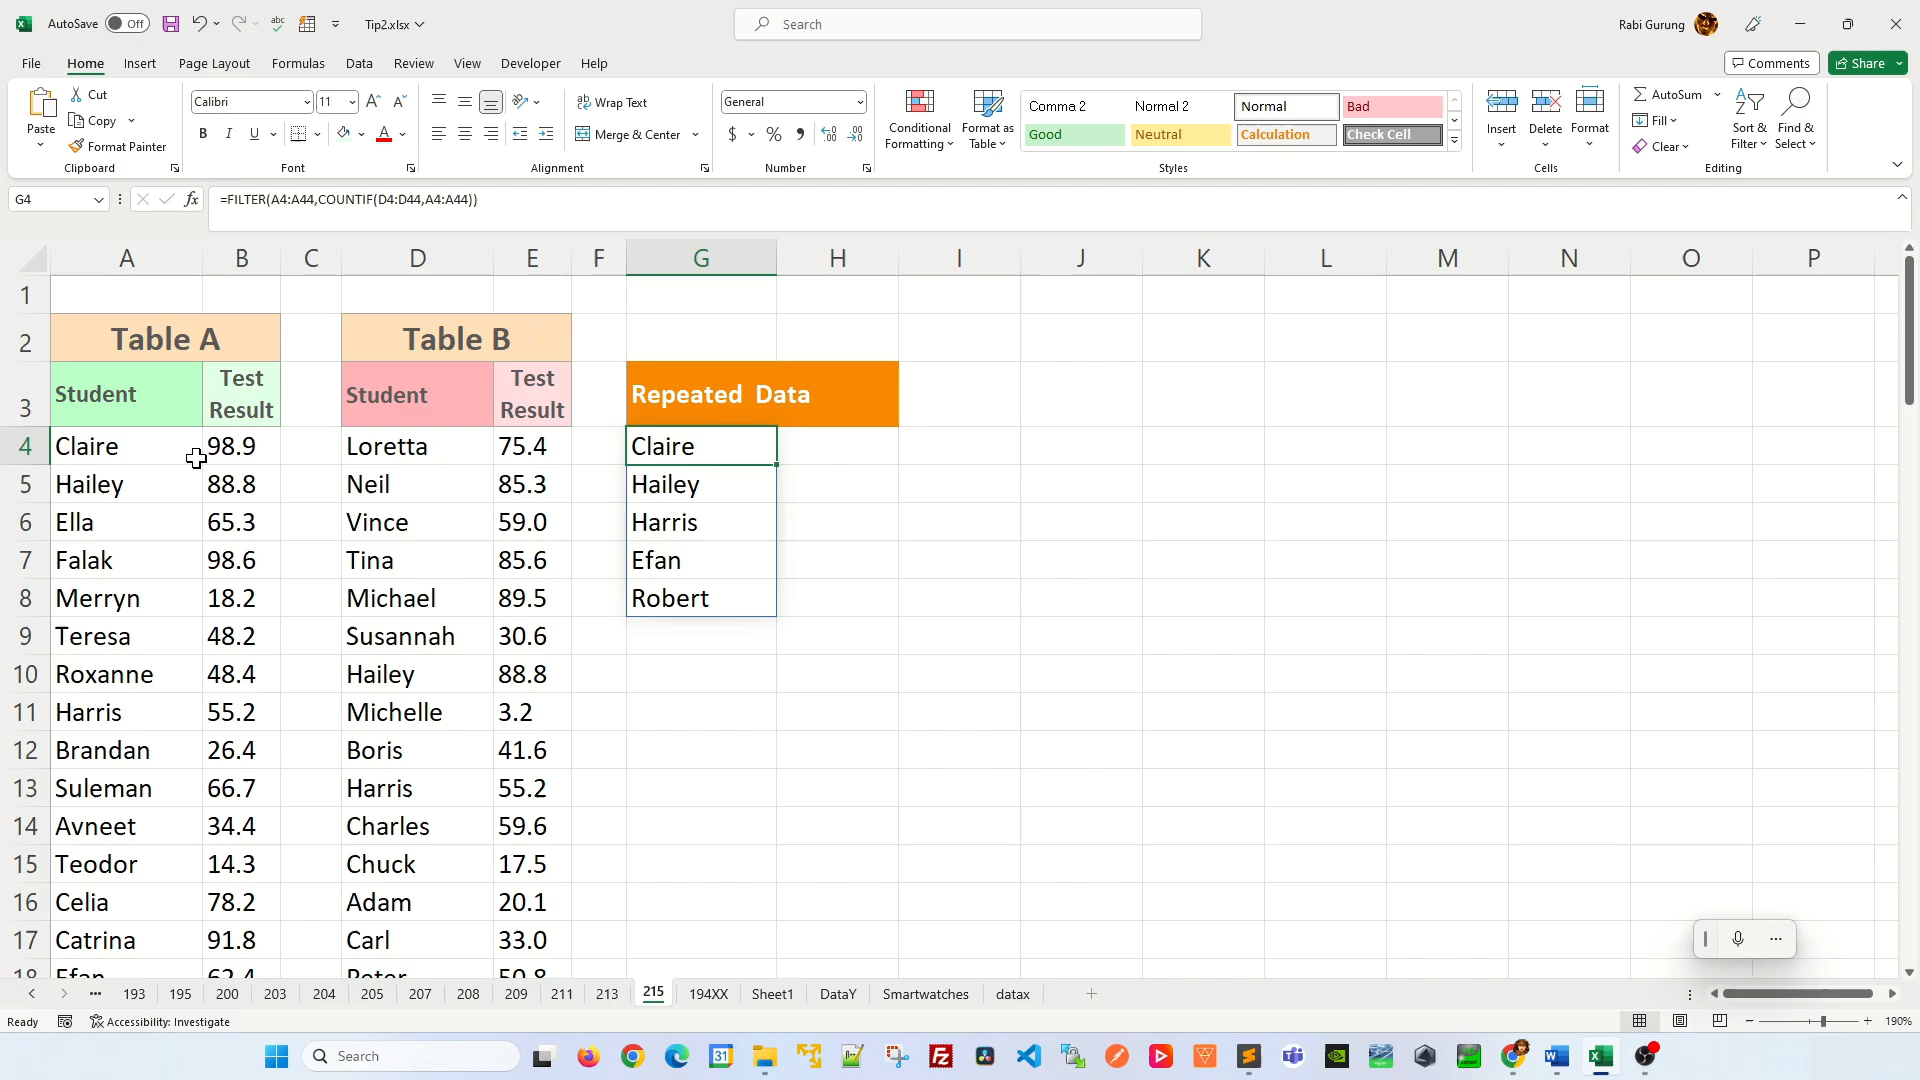 AutoSave Off Tip2.xlsx Search Rabi Gurung
File Home Insert Page Layout Formulas Data Review View Developer Help Comments Share
Paste Cut Copy Format Painter Clipboard
Calibri 11 B I U A Font
Wrap Text Merge & Center Alignment
General $ % , Number
Conditional Formatting Format as Table
Comma 2 Normal 2 Normal Bad
Good Neutral Calculation Check Cell
Styles
Insert Delete Format Cells
AutoSum Fill Clear Sort & Filter Find & Select Editing
G4 fx =FILTER(A4:A44,COUNTIF(D4:D44,A4:A44))
A B C D E F G H I J K L M N O P
1
2 Table A Table B
3 Student Test Result Student Test Result Repeated Data
4 Claire 98.9 Loretta 75.4 Claire
5 Hailey 88.8 Neil 85.3 Hailey
6 Ella 65.3 Vince 59.0 Harris
7 Falak 98.6 Tina 85.6 Efan
8 Merryn 18.2 Michael 89.5 Robert
9 Teresa 48.2 Susannah 30.6
10 Roxanne 48.4 Hailey 88.8
11 Harris 55.2 Michelle 3.2
12 Brandan 26.4 Boris 41.6
13 Suleman 66.7 Harris 55.2
14 Avneet 34.4 Charles 59.6
15 Teodor 14.3 Chuck 17.5
16 Celia 78.2 Adam 20.1
17 Catrina 91.8 Carl 33.0
18 Efan 62.4 Peter 50.8
193 195 200 203 204 205 207 208 209 211 213 215 194XX Sheet1 DataY Smartwatches datax
Ready Accessibility: Investigate 190%
Search